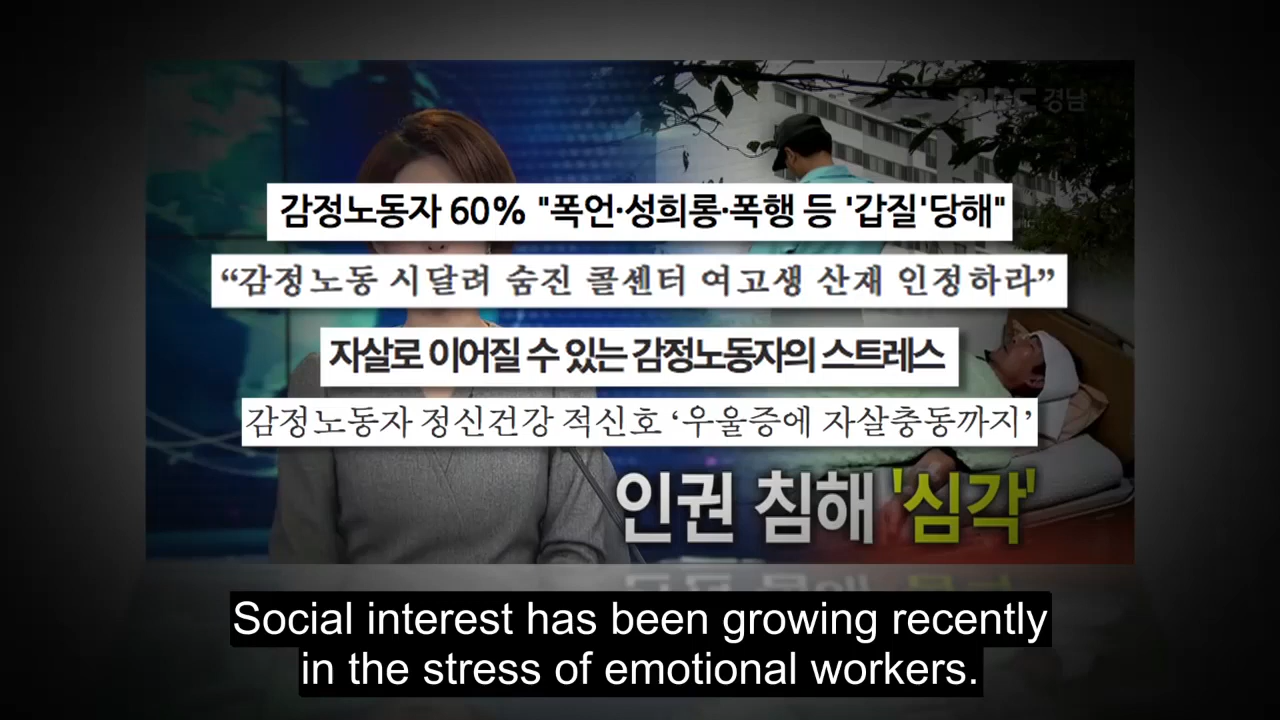 MBC 경남
감정노동자 60% "폭언·성희롱·폭행 등 '갑질'당해"
“감정노동 시달려 숨진 콜센터 여고생 산재 인정하라”
자살로 이어질 수 있는 감정노동자의 스트레스
감정노동자 정신건강 적신호 ‘우울증에 자살충동까지’
인권 침해 '심각'
Social interest has been growing recently
in the stress of emotional workers.